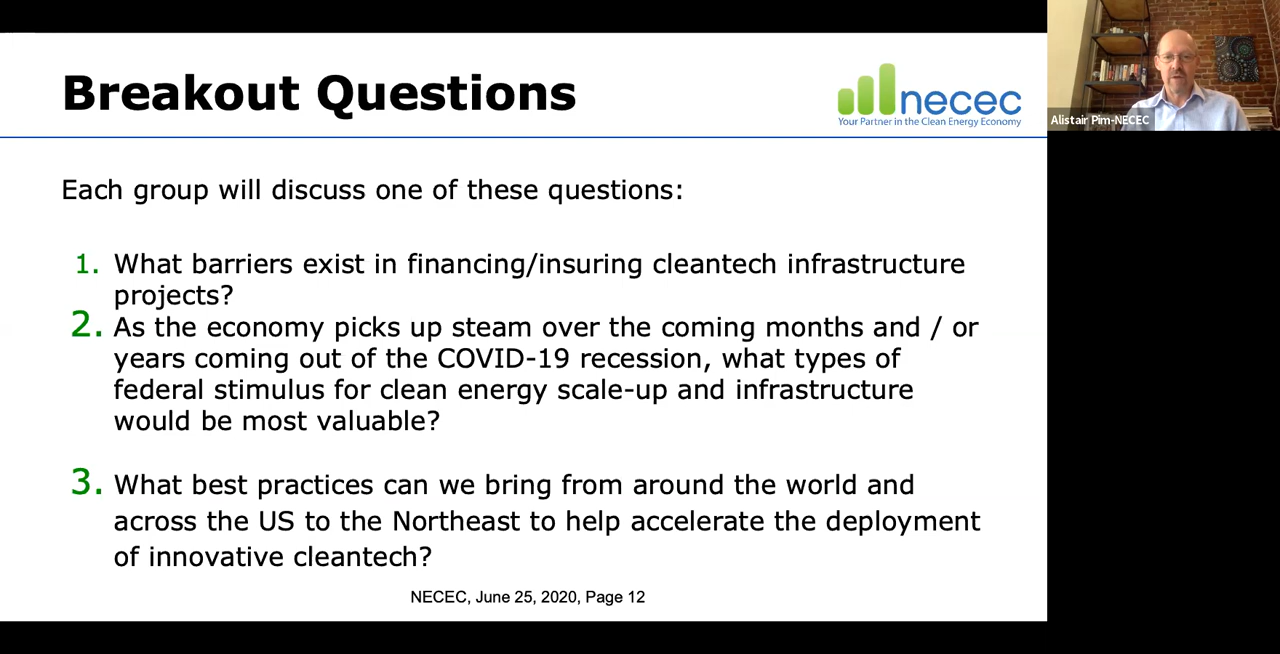 Breakout Questions
necec
Your Partner in the Clean Energy Economy
Alistair Pim-NECEC
Each group will discuss one of these questions:
1. What barriers exist in financing/insuring cleantech infrastructure
projects?
2. As the economy picks up steam over the coming months and / or
years coming out of the COVID-19 recession, what types of
federal stimulus for clean energy scale-up and infrastructure
would be most valuable?
3. What best practices can we bring from around the world and
across the US to the Northeast to help accelerate the deployment
of innovative cleantech?
NECEC, June 25, 2020, Page 12